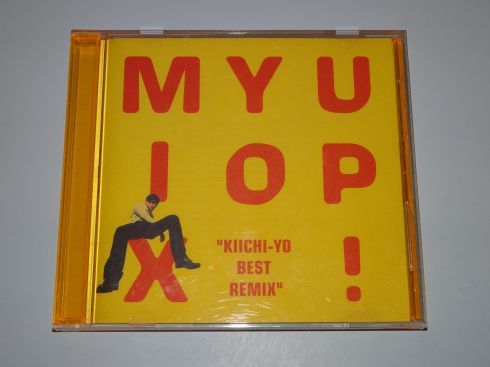 MYU
IOP
X!
"KIICHI-YO
BEST
REMIX"